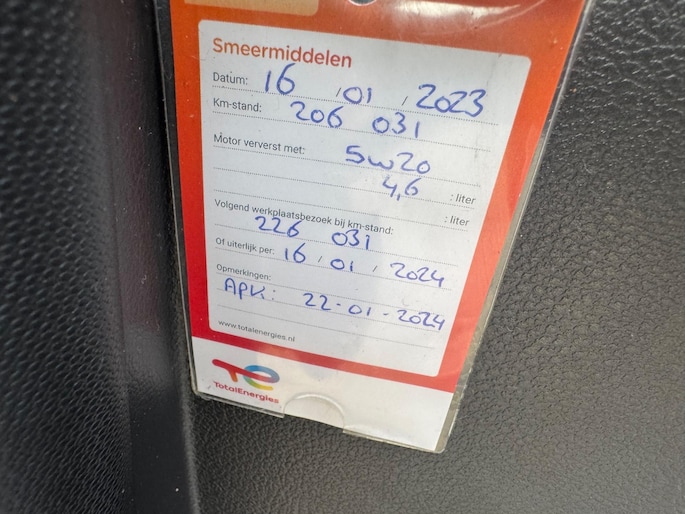 Smeermiddelen
Datum: 16 / 01 / 2023
Km-stand: 206 031
Motor ververst met: 5w20
4,6 : liter
: liter
Volgend werkplaatsbezoek bij km-stand:
226 031
Of uiterlijk per: 16 / 01 / 2024
Opmerkingen:
APK: 22-01-2024
www.totalenergies.nl
TotalEnergies